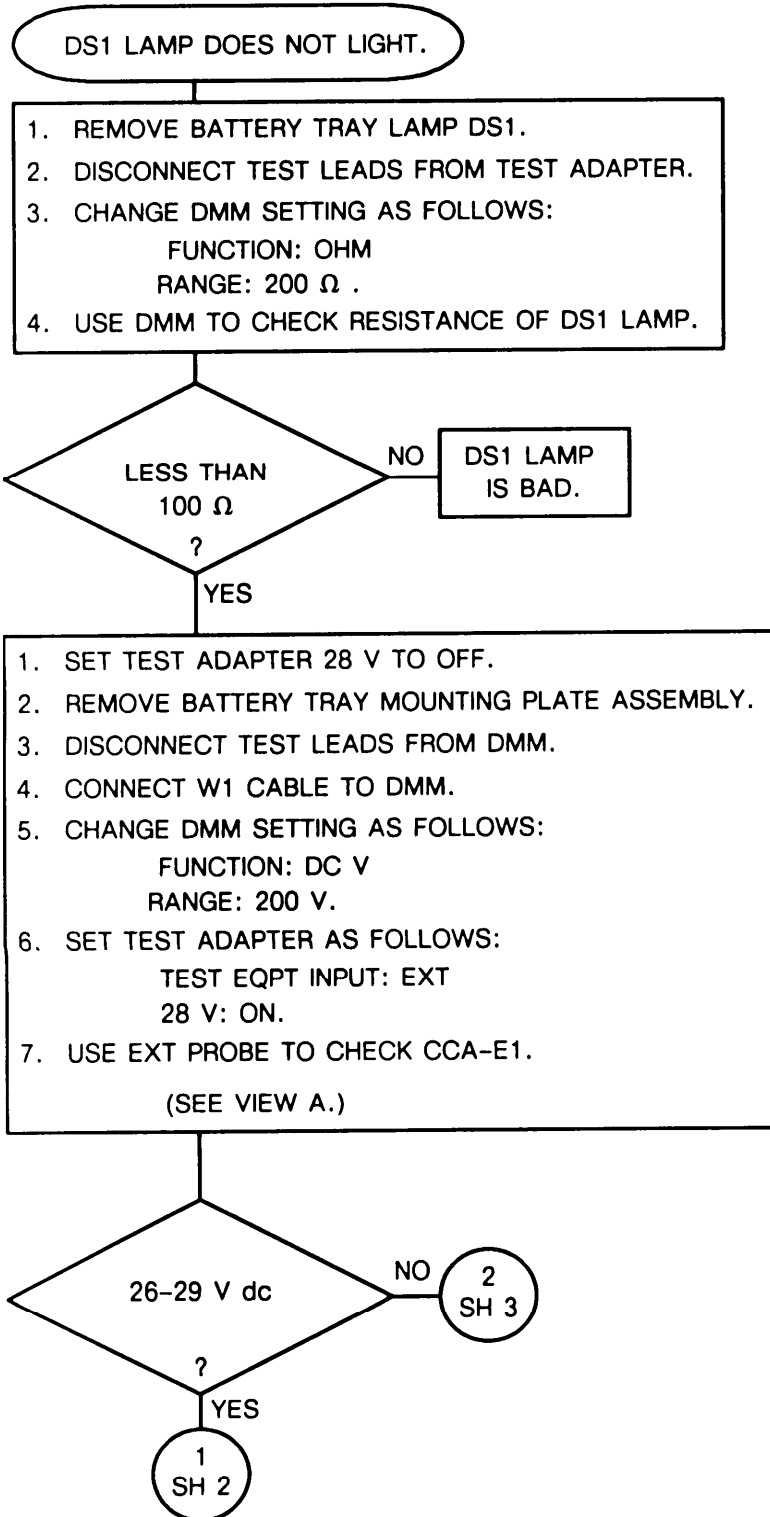 DS1 LAMP DOES NOT LIGHT.
1. REMOVE BATTERY TRAY LAMP DS1.
2. DISCONNECT TEST LEADS FROM TEST ADAPTER.
3. CHANGE DMM SETTING AS FOLLOWS:
FUNCTION: OHM
RANGE: 200 Ω .
4. USE DMM TO CHECK RESISTANCE OF DS1 LAMP.
LESS THAN
100 Ω
?
NO
DS1 LAMP
IS BAD.
YES
1. SET TEST ADAPTER 28 V TO OFF.
2. REMOVE BATTERY TRAY MOUNTING PLATE ASSEMBLY.
3. DISCONNECT TEST LEADS FROM DMM.
4. CONNECT W1 CABLE TO DMM.
5. CHANGE DMM SETTING AS FOLLOWS:
FUNCTION: DC V
RANGE: 200 V.
6. SET TEST ADAPTER AS FOLLOWS:
TEST EQPT INPUT: EXT
28 V: ON.
7. USE EXT PROBE TO CHECK CCA-E1.
(SEE VIEW A.)
26-29 V dc
?
NO
2
SH 3
YES
1
SH 2